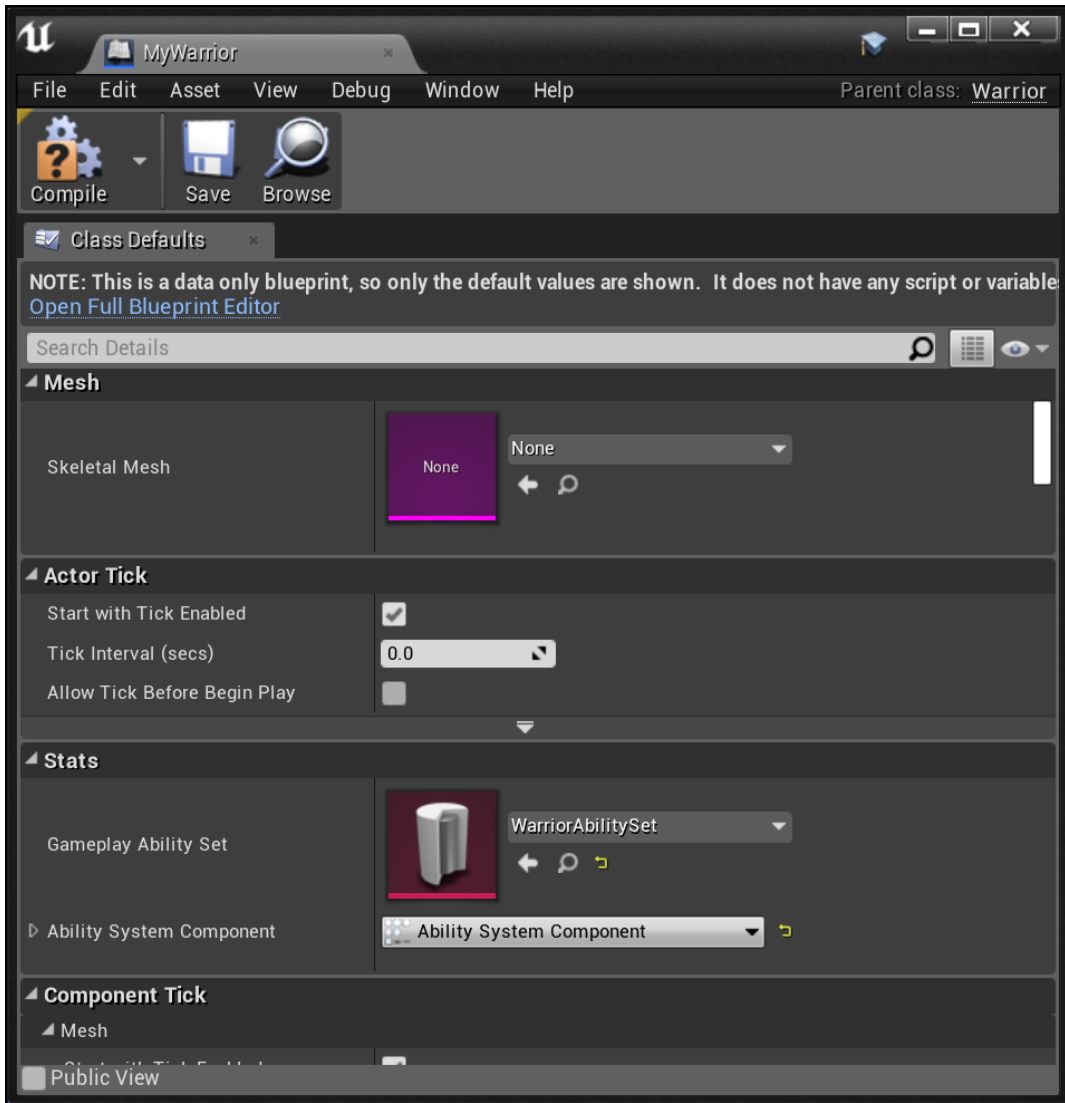 MyWarrior
File Edit Asset View Debug Window Help Parent class: Warrior
Compile Save Browse
Class Defaults
NOTE: This is a data only blueprint, so only the default values are shown. It does not have any script or variable
Open Full Blueprint Editor
Search Details
Mesh
Skeletal Mesh
None
None
Actor Tick
Start with Tick Enabled
Tick Interval (secs) 0.0
Allow Tick Before Begin Play
Stats
Gameplay Ability Set
WarriorAbilitySet
Ability System Component Ability System Component
Component Tick
Mesh
Public View